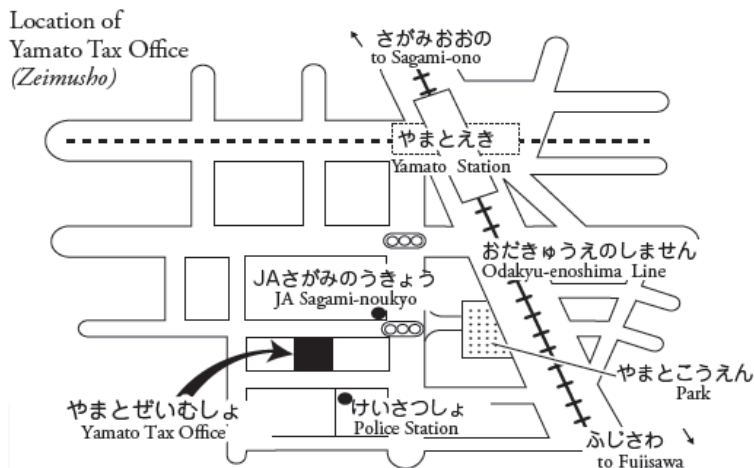 Location of
Yamato Tax Office
(Zeimusho)
さがみおおの
to Sagami-ono
やまとえき
Yamato Station
おだきゅうえのしません
Odakyu-enoshima Line
JAさがみのうきょう
JA Sagami-noukyo
やまとこうえん
Park
やまとぜいむしょ
Yamato Tax Office
けいさつしょ
Police Station
ふじさわ
to Fujisawa